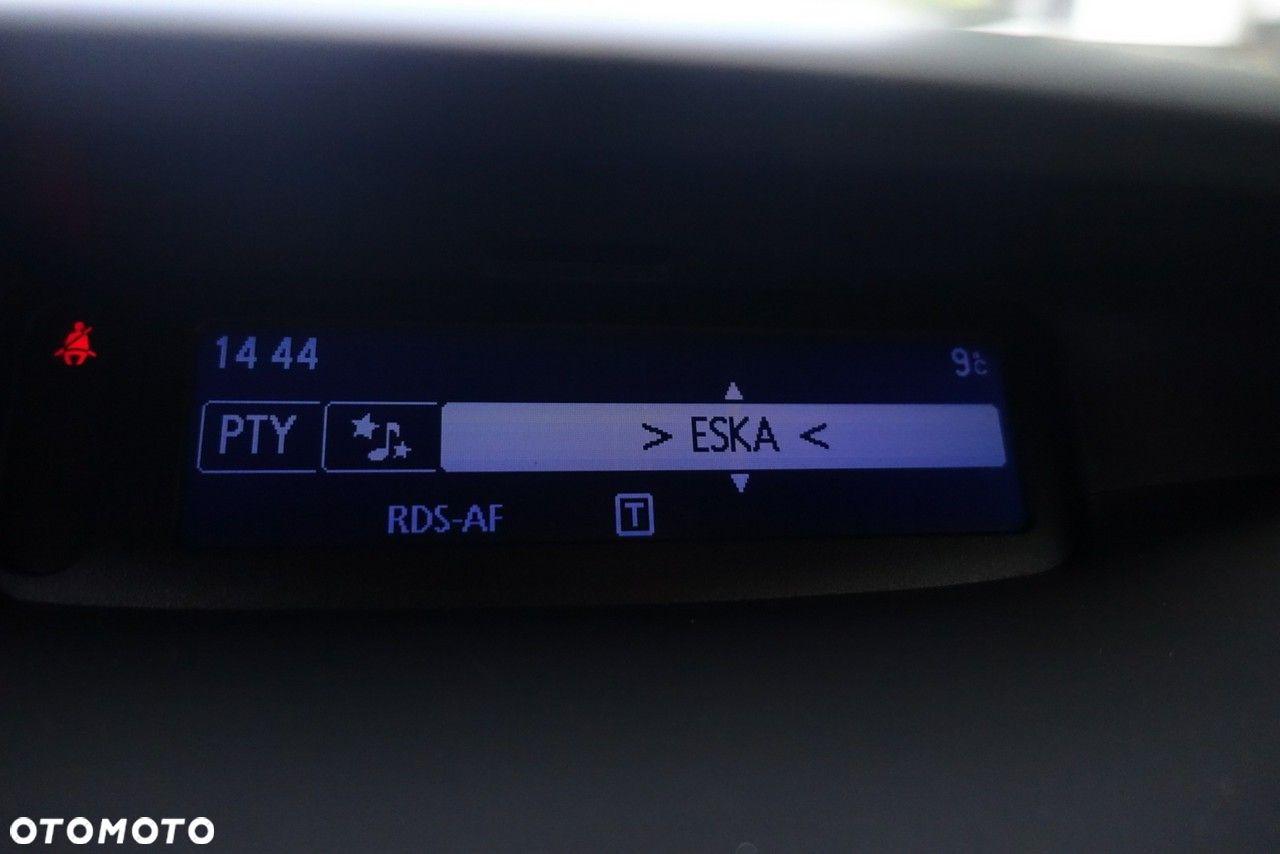 14 44
9°C
PTY
> ESKA <
RDS-AF
T
OTOMOTO